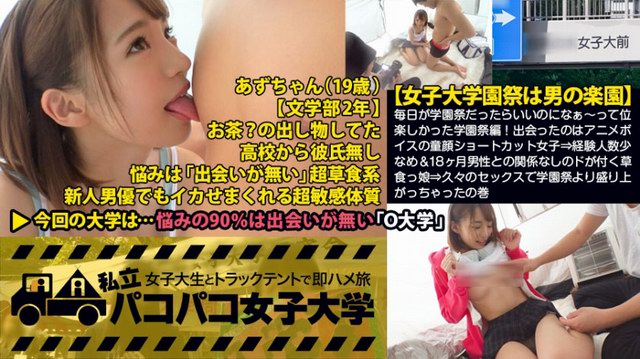 あずちゃん(19歳)
【文学部2年】
お茶?の出し物してた
高校から彼氏無し
悩みは「出会いが無い」超草食系
新人男優でもイカせまくれる超敏感体質
▶今回の大学は…悩みの90%は出会いが無い「O大学」
女子大前
【女子大学園祭は男の楽園】
毎日が学園祭だったらいいのになぁ~って位
楽しかった学園祭編!出会ったのはアニメボ
イスの童顔ショートカット女子⇒経験人数少
なめ&18ヶ月男性との関係なしのドが付く草
食っ娘⇒久々のセックスで学園祭より盛り上
がっちゃったの巻
私立
女子大生とトラックテントで即ハメ旅
パコパコ女子大学